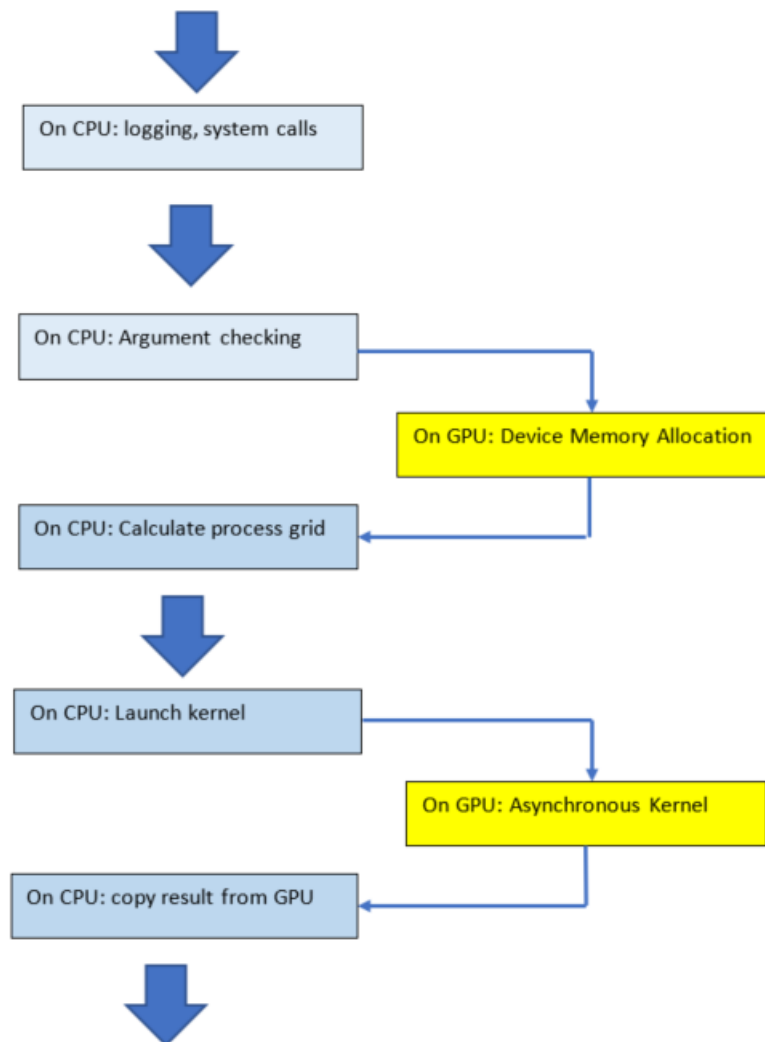 On CPU: logging, system calls
On CPU: Argument checking
On GPU: Device Memory Allocation
On CPU: Calculate process grid
On CPU: Launch kernel
On GPU: Asynchronous Kernel
On CPU: copy result from GPU